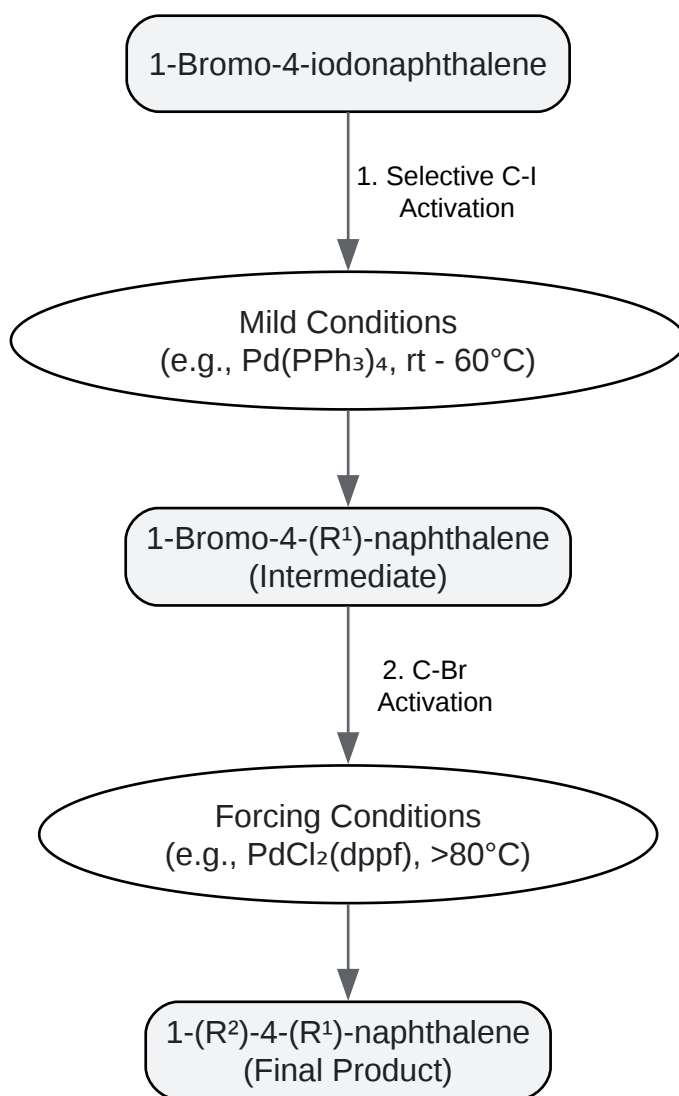 1-Bromo-4-iodonaphthalene
1. Selective C-I
Activation
Mild Conditions
(e.g., Pd(PPh₃)₄, rt - 60°C)
1-Bromo-4-(R¹)-naphthalene
(Intermediate)
2. C-Br
Activation
Forcing Conditions
(e.g., PdCl₂(dppf), >80°C)
1-(R²)-4-(R¹)-naphthalene
(Final Product)